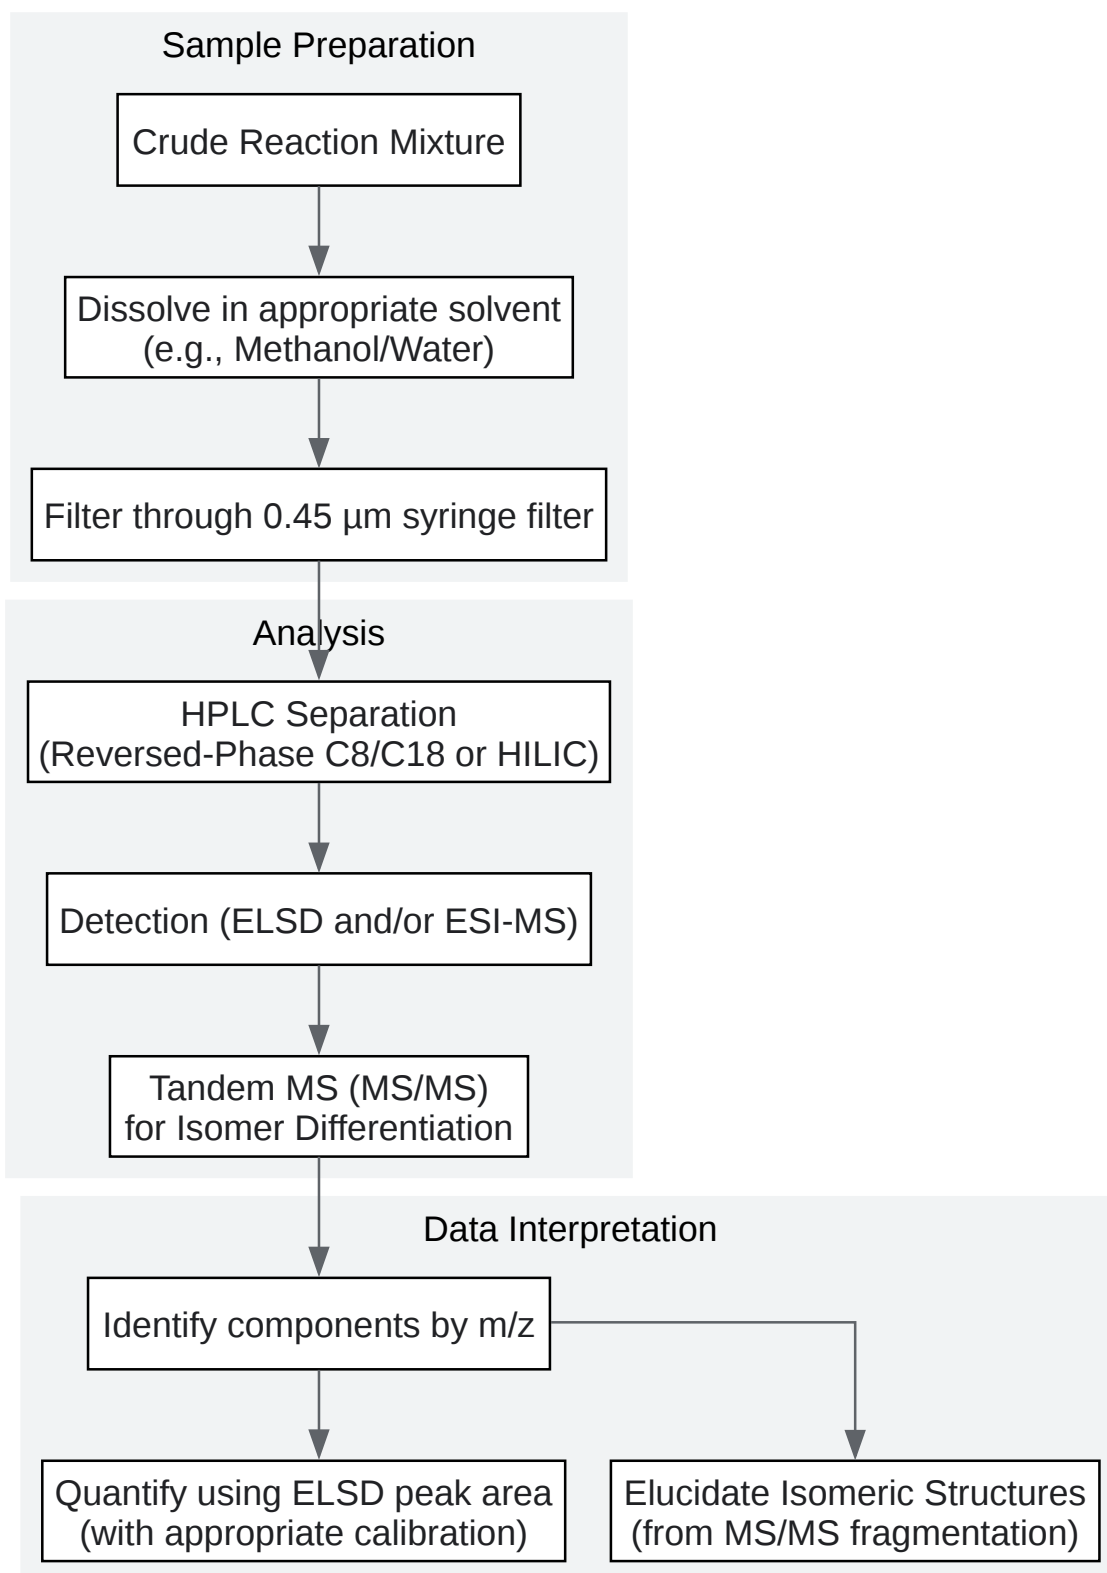 Sample Preparation
Crude Reaction Mixture
Dissolve in appropriate solvent
(e.g., Methanol/Water)
Filter through 0.45 µm syringe filter
Analysis
HPLC Separation
(Reversed-Phase C8/C18 or HILIC)
Detection (ELSD and/or ESI-MS)
Tandem MS (MS/MS)
for Isomer Differentiation
Data Interpretation
Identify components by m/z
Quantify using ELSD peak area
(with appropriate calibration)
Elucidate Isomeric Structures
(from MS/MS fragmentation)